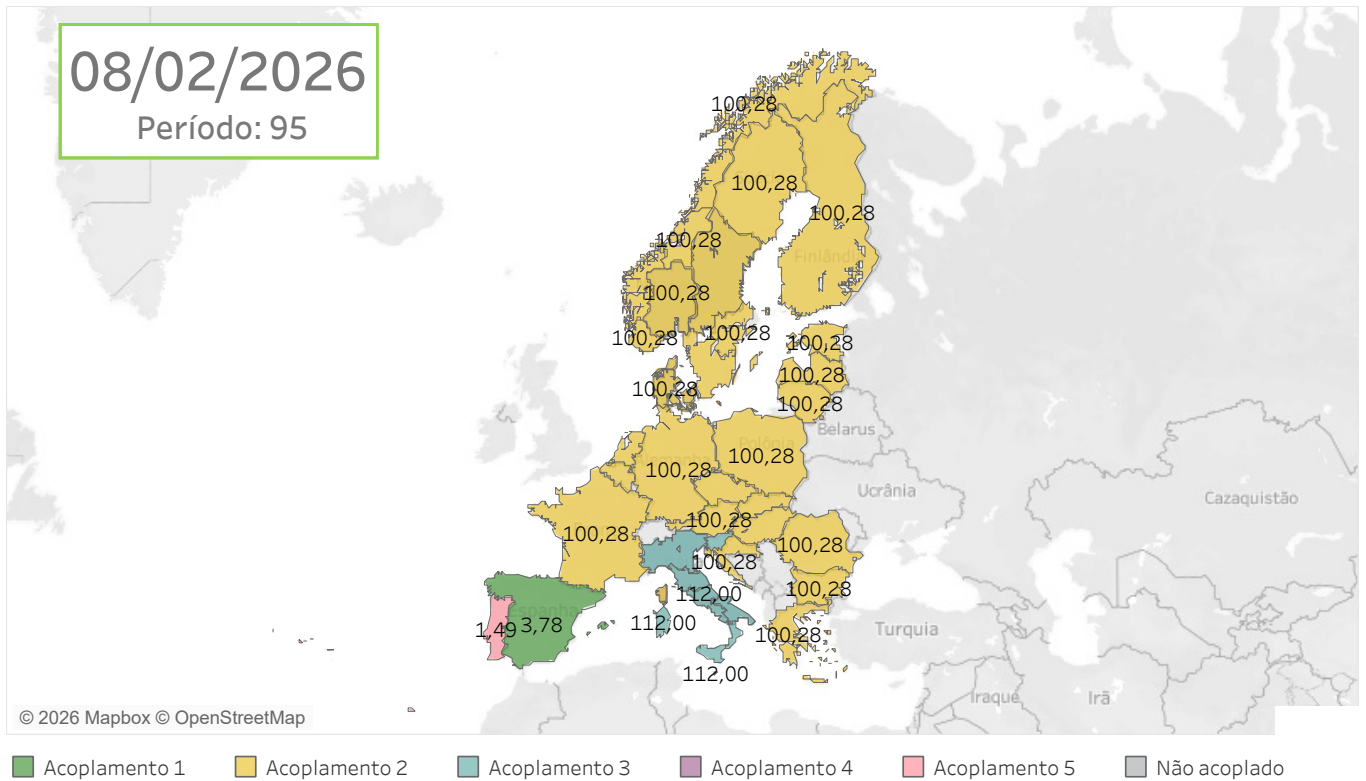 08/02/2026
Período: 95
100,28
100,28
100,28
Finlândia
100,28
100,28
100,28
100,28
100,28
100,28
100,28
100,28
Belarus
Polônia
100,28
Alemanha
100,28
Ucrânia
Cazaquistão
100,28
100,28
100,28
100,28
100,28
112,00
Espanha
1,49
3,78
112,00
100,28
Turquia
112,00
Iraque
Irã
© 2026 Mapbox © OpenStreetMap
Acoplamento 1
Acoplamento 2
Acoplamento 3
Acoplamento 4
Acoplamento 5
Não acoplado